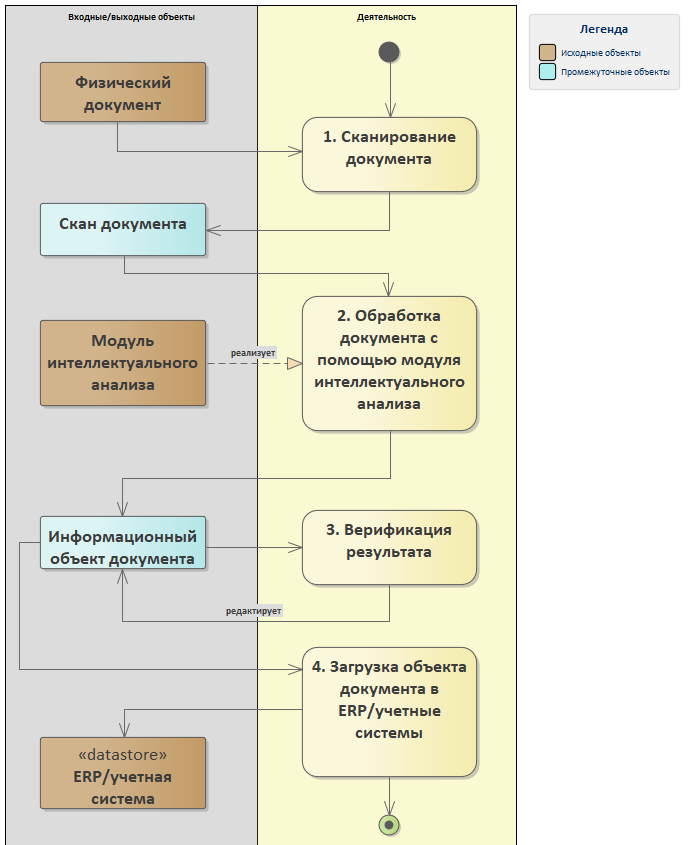 Входные/выходные объекты
Деятельность
Легенда
Исходные объекты
Промежуточные объекты
Физический
документ
1. Сканирование
документа
Скан документа
2. Обработка
документа с
помощью модуля
интеллектуального
анализа
Модуль
интеллектуального
анализа
реализует
Информационный
объект документа
3. Верификация
результата
редактирует
4. Загрузка объекта
документа в
ERP/учетные
системы
«datastore»
ERP/учетная
система